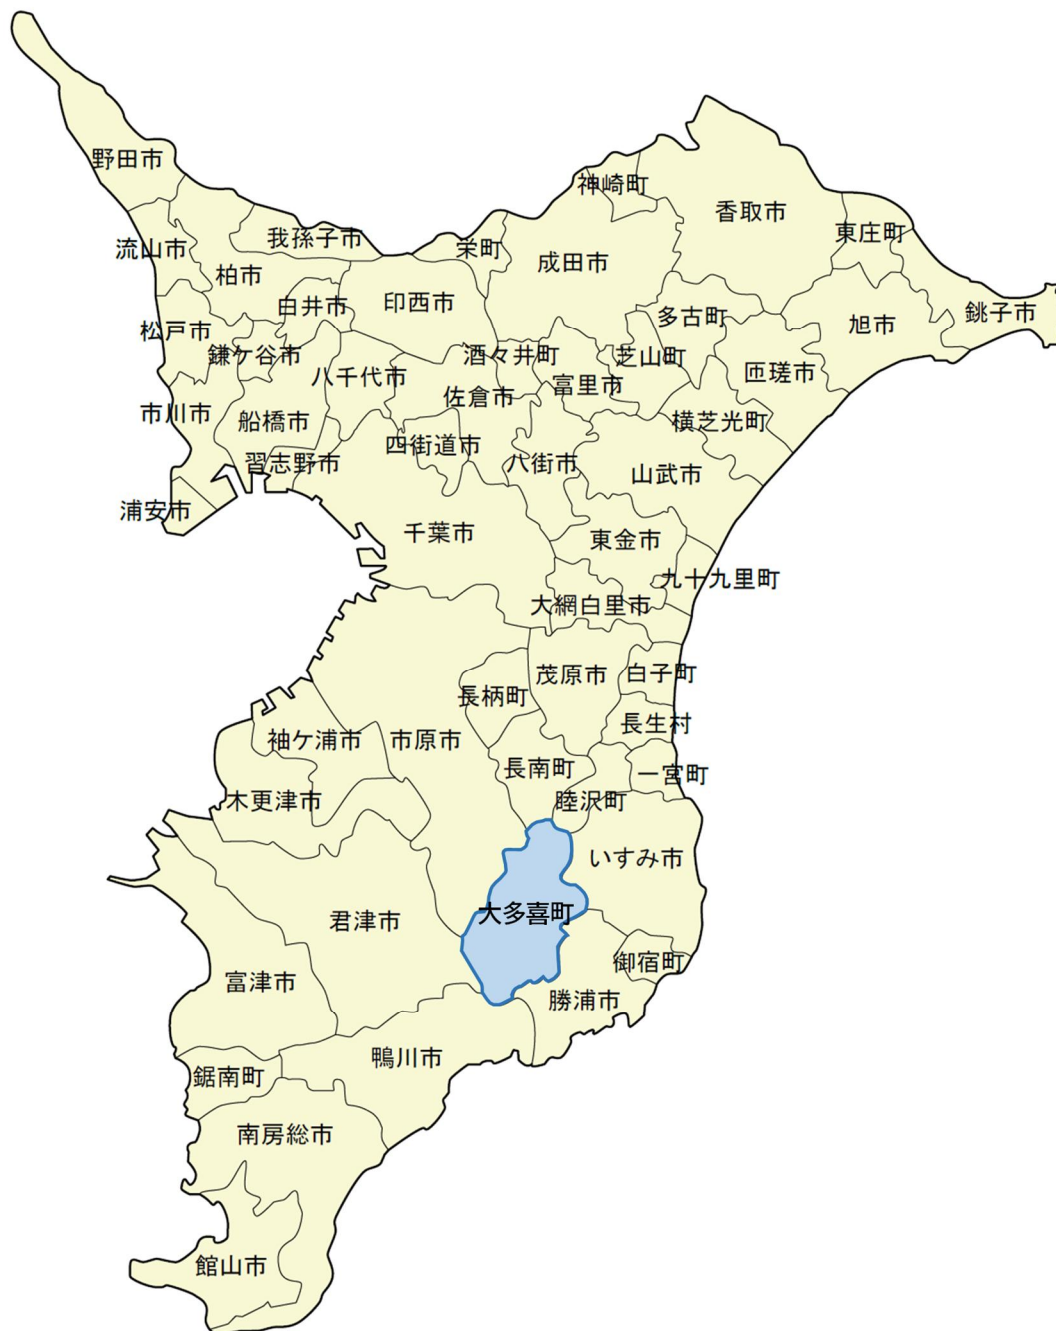 野田市
神崎町
香取市
東庄町
我孫子市
流山市
栄町
成田市
柏市
印西市
白井市
銚子市
多古町
旭市
松戸市
鎌ケ谷市
酒々井町
芝山町
匝瑳市
八千代市
富里市
佐倉市
市川市
船橋市
横芝光町
四街道市
習志野市
八街市
山武市
浦安市
千葉市
東金市
九十九里町
大網白里市
茂原市
白子町
長柄町
長生村
袖ケ浦市
市原市
長南町
一宮町
木更津市
睦沢町
いすみ市
大多喜町
君津市
御宿町
富津市
勝浦市
鴨川市
鋸南町
南房総市
館山市